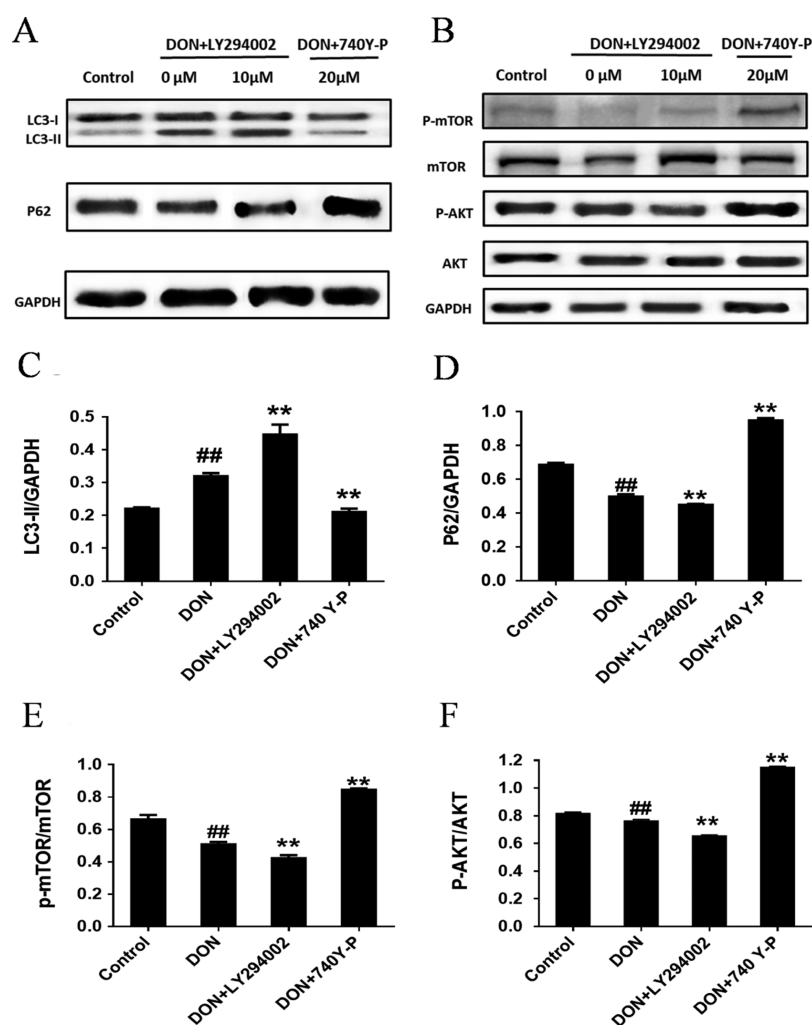 A
DON+LY294002
DON+740Y-P
Control
0 μM
10μM
20μM
LC3-I
LC3-II
P62
GAPDH
B
DON+LY294002
DON+740Y-P
Control
0 μM
10μM
20μM
P-mTOR
mTOR
P-AKT
AKT
GAPDH
C
LC3-II/GAPDH
0.5
0.4
0.3
0.2
0.1
0.0
##
**
**
Control
DON
DON+LY294002
DON+740 Y-P
D
P62/GAPDH
1.0
0.8
0.6
0.4
0.2
0.0
##
**
**
Control
DON
DON+LY294002
DON+740 Y-P
E
p-mTOR/mTOR
1.0
0.8
0.6
0.4
0.2
0.0
##
**
**
Control
DON
DON+LY294002
DON+740Y-P
F
P-AKT/AKT
1.2
1.0
0.8
0.6
0.4
0.2
0.0
##
**
**
Control
DON
DON+LY294002
DON+740 Y-P